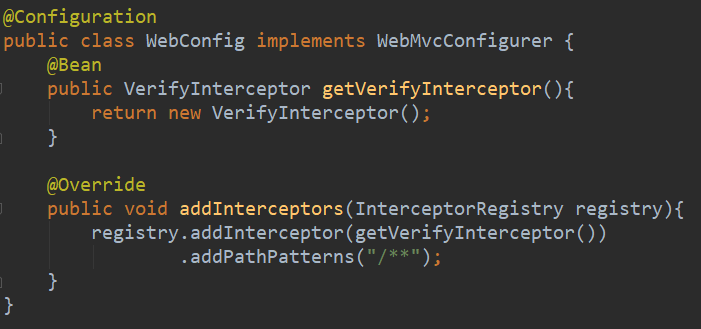 @Configuration
public class WebConfig implements WebMvcConfigurer {
    @Bean
    public VerifyInterceptor getVerifyInterceptor(){
        return new VerifyInterceptor();
    }

    @Override
    public void addInterceptors(InterceptorRegistry registry){
        registry.addInterceptor(getVerifyInterceptor())
                .addPathPatterns("/**");
    }
}